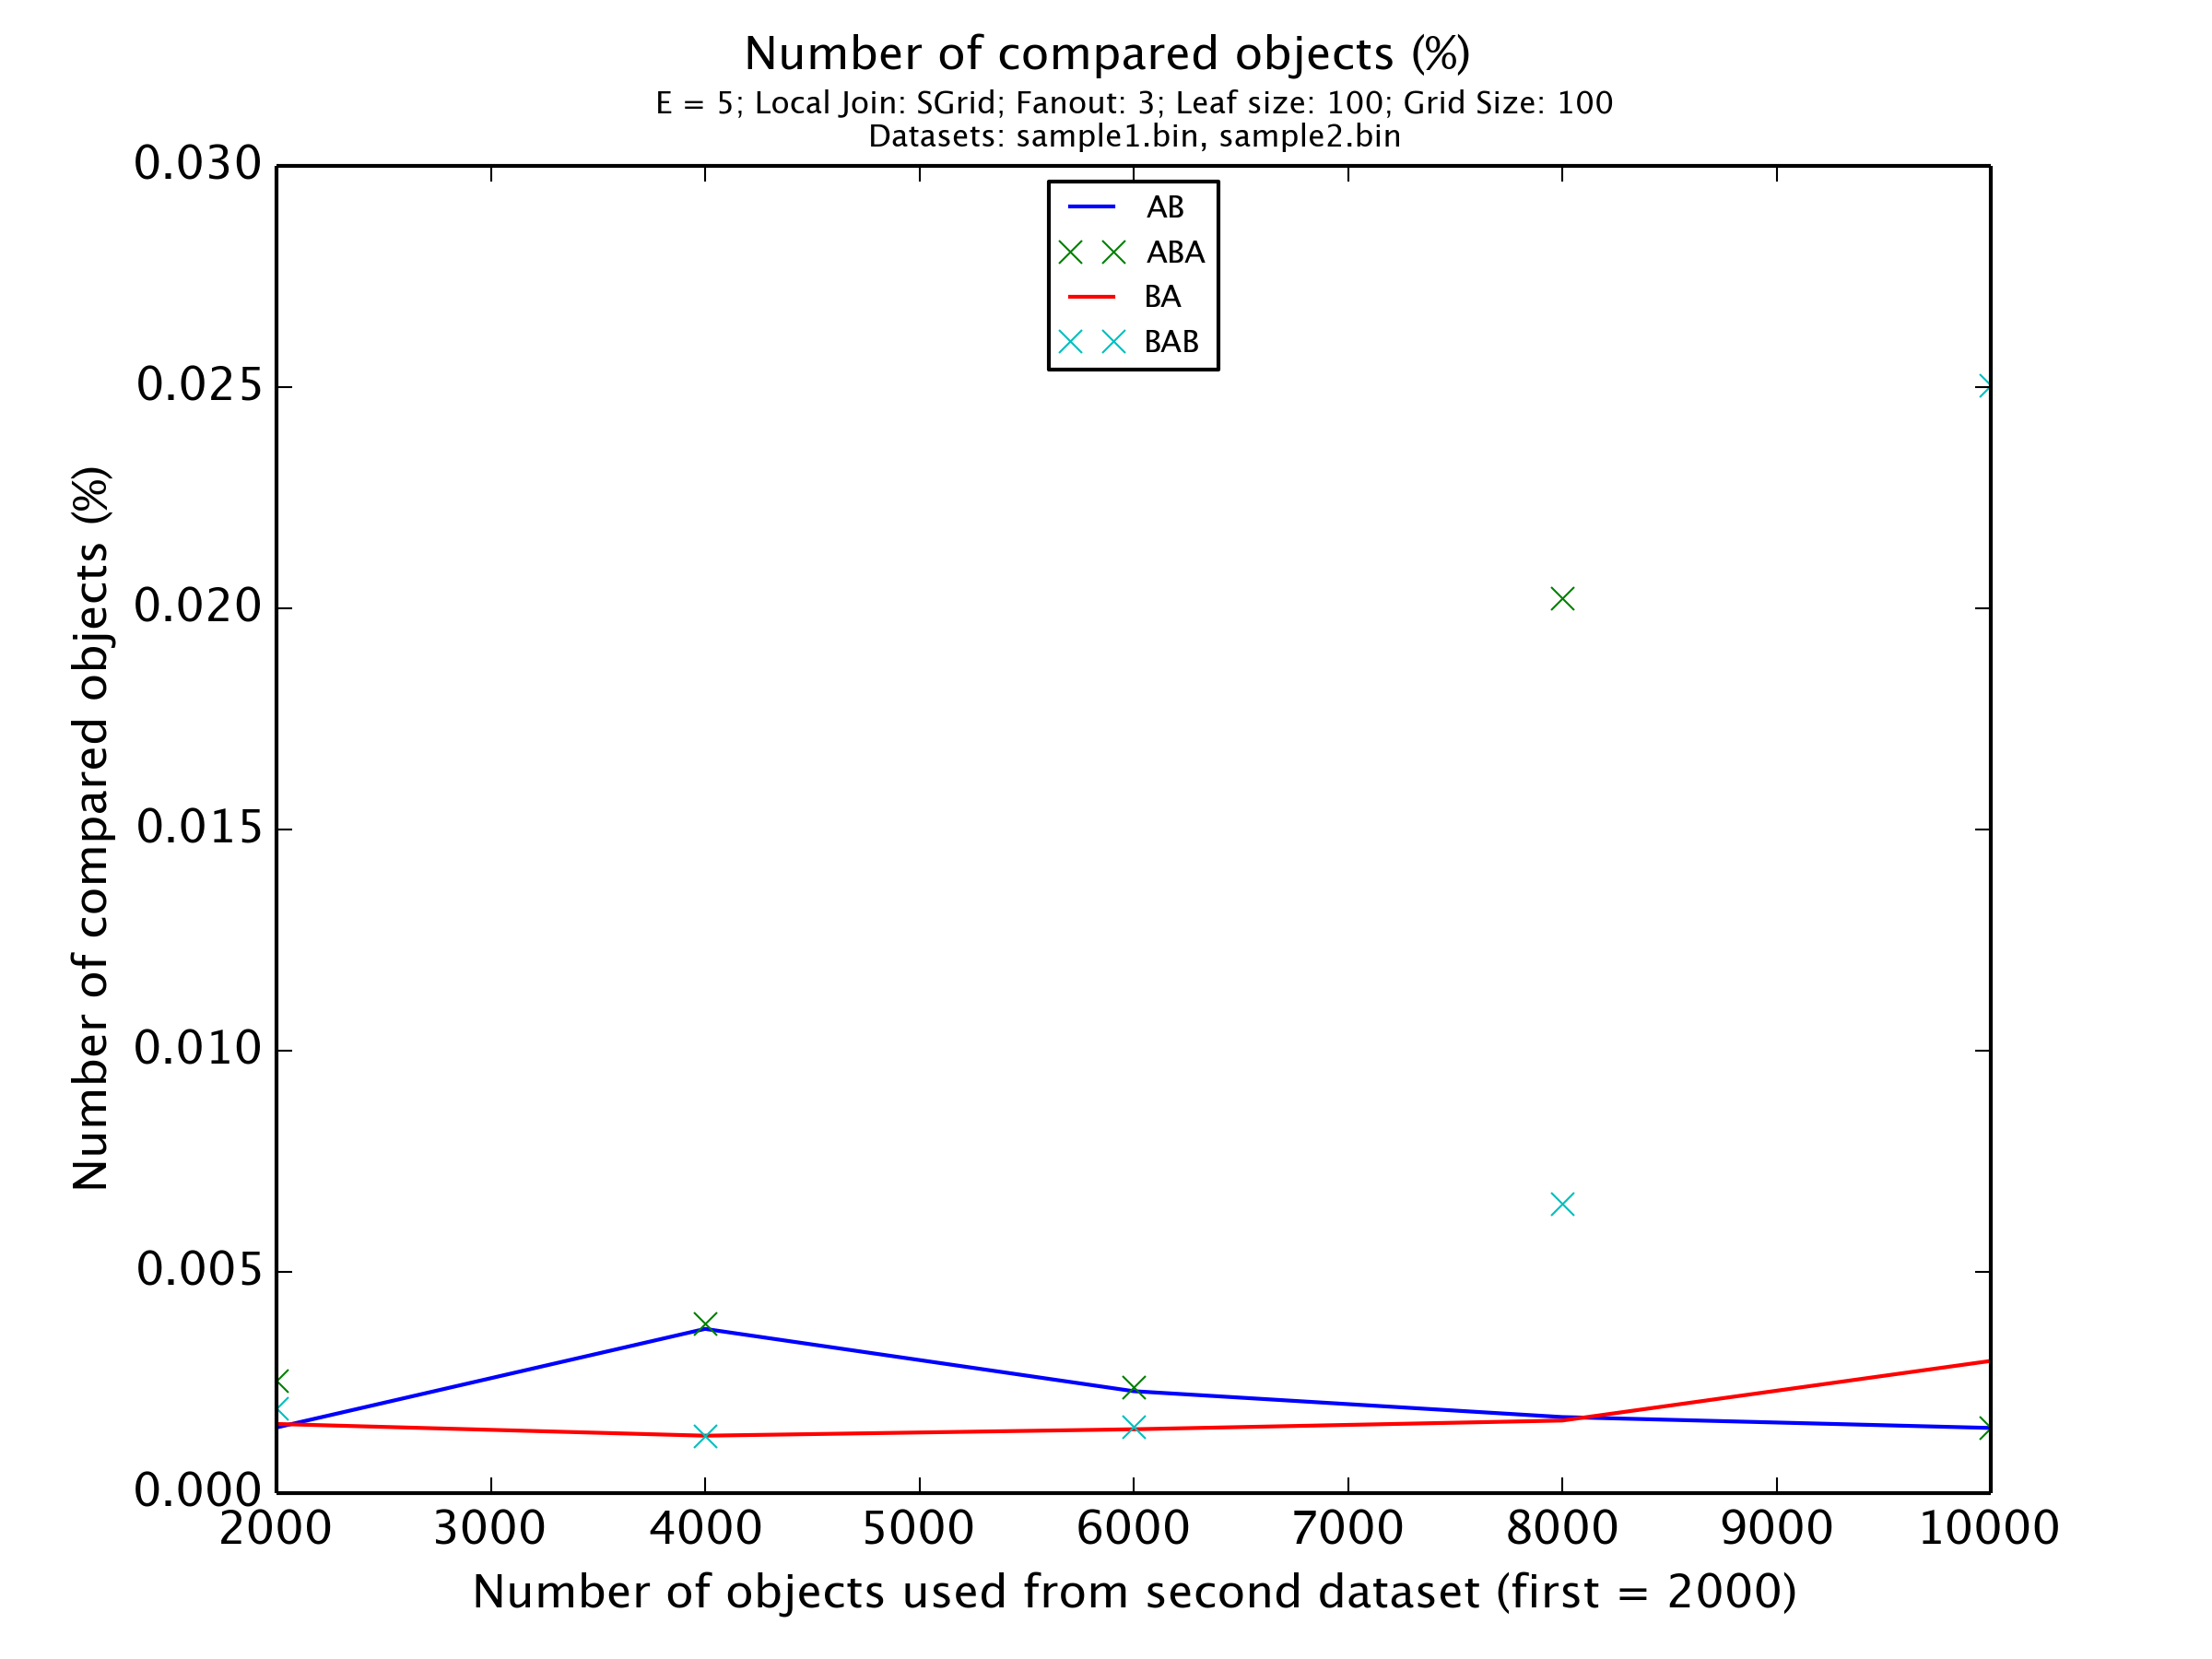 Number of compared objects (%)
E = 5; Local Join: SGrid; Fanout: 3; Leaf size: 100; Grid Size: 100
Datasets: sample1.bin, sample2.bin
AB
ABA
BA
BAB
Number of compared objects (%)
0.030
0.025
0.020
0.015
0.010
0.005
0.000
2000 3000 4000 5000 6000 7000 8000 9000 10000
Number of objects used from second dataset (first = 2000)